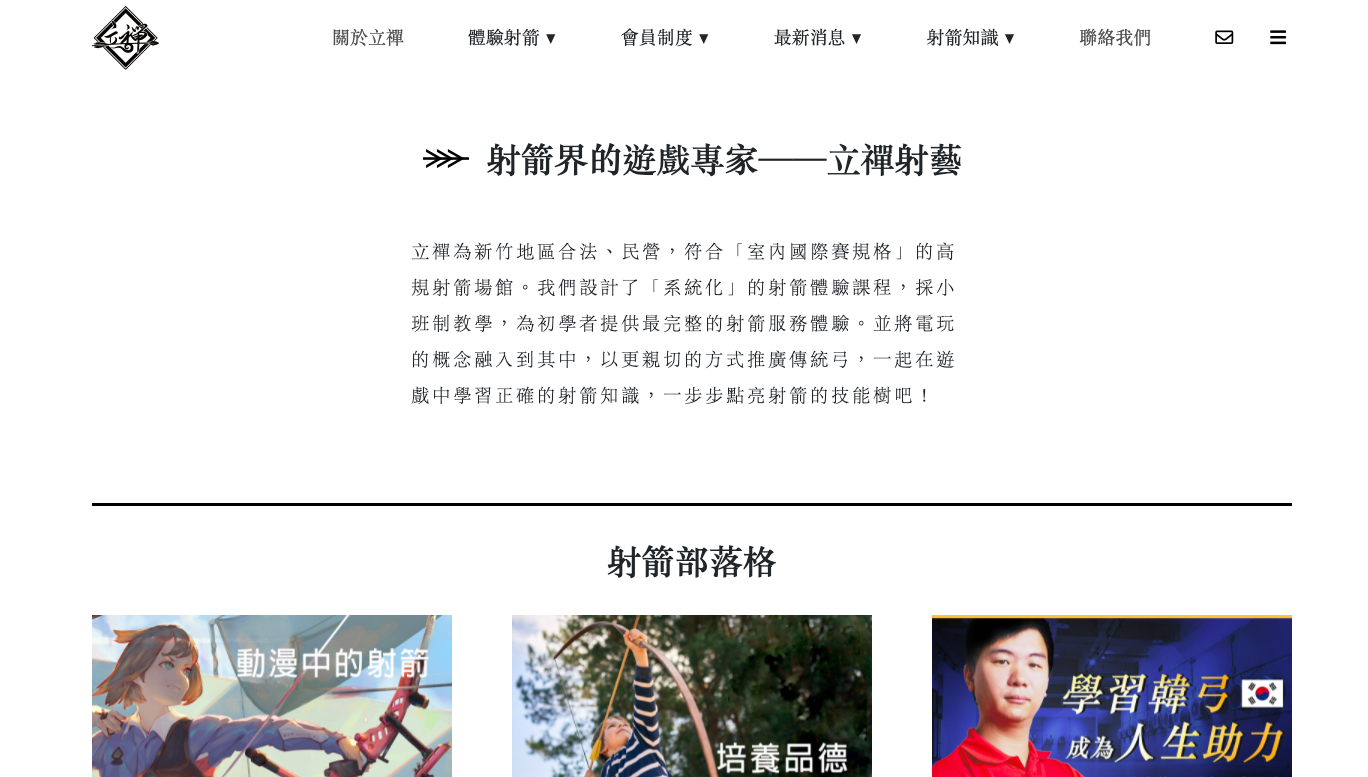 立禪
關於立禪 體驗射箭 ▾ 會員制度 ▾ 最新消息 ▾ 射箭知識 ▾ 聯絡我們
射箭界的遊戲專家——立禪射藝
立禪為新竹地區合法、民營，符合「室內國際賽規格」的高
規射箭場館。我們設計了「系統化」的射箭體驗課程，採小
班制教學，為初學者提供最完整的射箭服務體驗。並將電玩
的概念融入到其中，以更親切的方式推廣傳統弓，一起在遊
戲中學習正確的射箭知識，一步步點亮射箭的技能樹吧！
射箭部落格
動漫中的射箭
培養品德
學習韓弓
成為人生助力